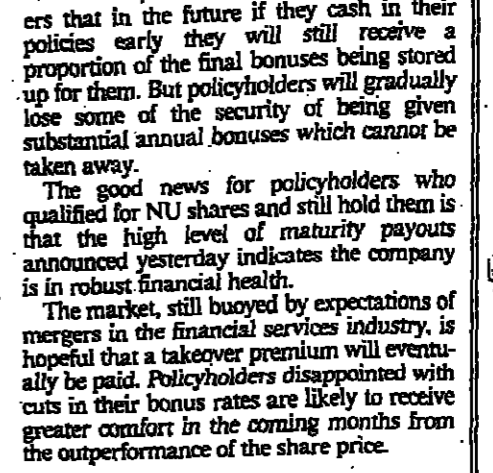 ers that in the future if they cash in their
policies early they will still receive a
proportion of the final bonuses being stored
up for them. But policyholders will gradually
lose some of the security of being given
substantial annual bonuses which cannot be
taken away.
The good news for policyholders who
qualified for NU shares and still hold them is
that the high level of maturity payouts
announced yesterday indicates the company
is in robust financial health.
The market, still buoyed by expectations of
mergers in the financial services industry, is
hopeful that a takeover premium will eventu-
ally be paid. Policyholders disappointed with
cuts in their bonus rates are likely to receive
greater comfort in the coming months from
the outperformance of the share price.